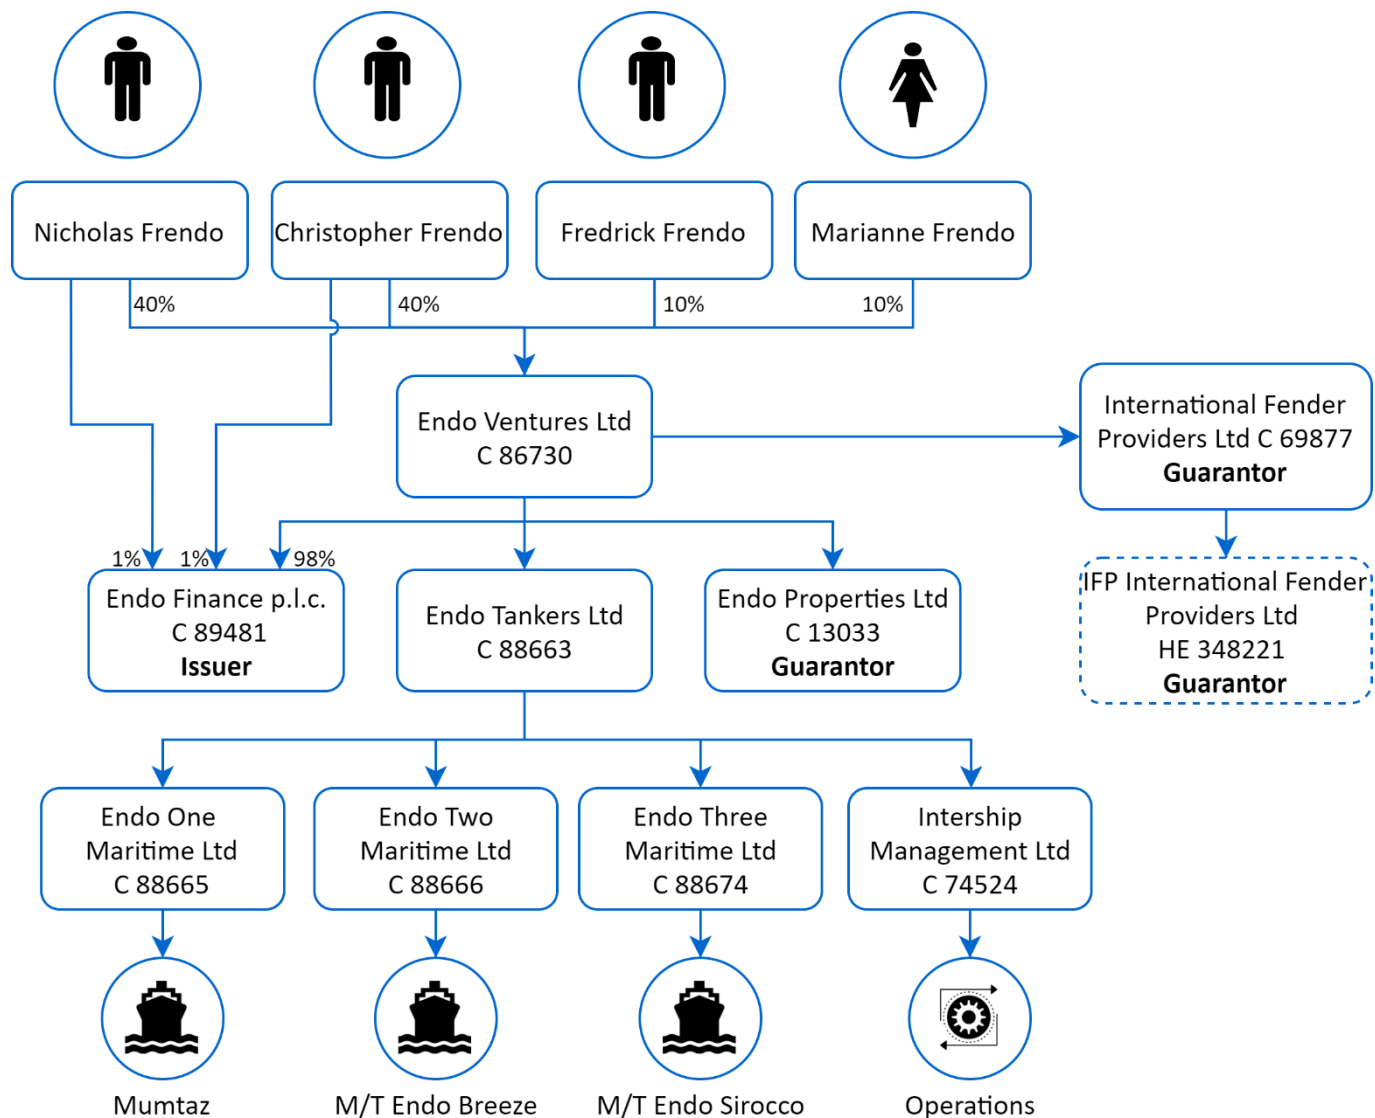 Nicholas Frendo
Christopher Frendo
Fredrick Frendo
Marianne Frendo
40%
40%
10%
10%
Endo Ventures Ltd
C 86730
International Fender
Providers Ltd C 69877
Guarantor
1%
1%
98%
Endo Finance p.l.c.
C 89481
Issuer
Endo Tankers Ltd
C 88663
Endo Properties Ltd
C 13033
Guarantor
IFP International Fender
Providers Ltd
HE 348221
Guarantor
Endo One
Maritime Ltd
C 88665
Endo Two
Maritime Ltd
C 88666
Endo Three
Maritime Ltd
C 88674
Intership
Management Ltd
C 74524
Mumtaz
M/T Endo Breeze
M/T Endo Sirocco
Operations